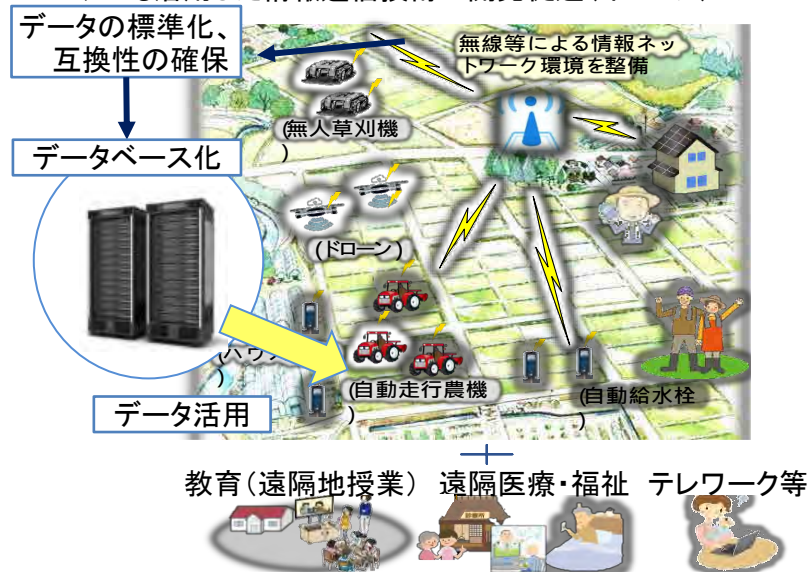 データの標準化、
互換性の確保
無線等による情報ネッ
トワーク環境を整備
(無人草刈機
)
データベース化
(ドローン)
(ハウス
)
(自動走行農機
)
(自動給水栓
)
データ活用
＋
教育（遠隔地授業） 遠隔医療・福祉 テレワーク等
診療所